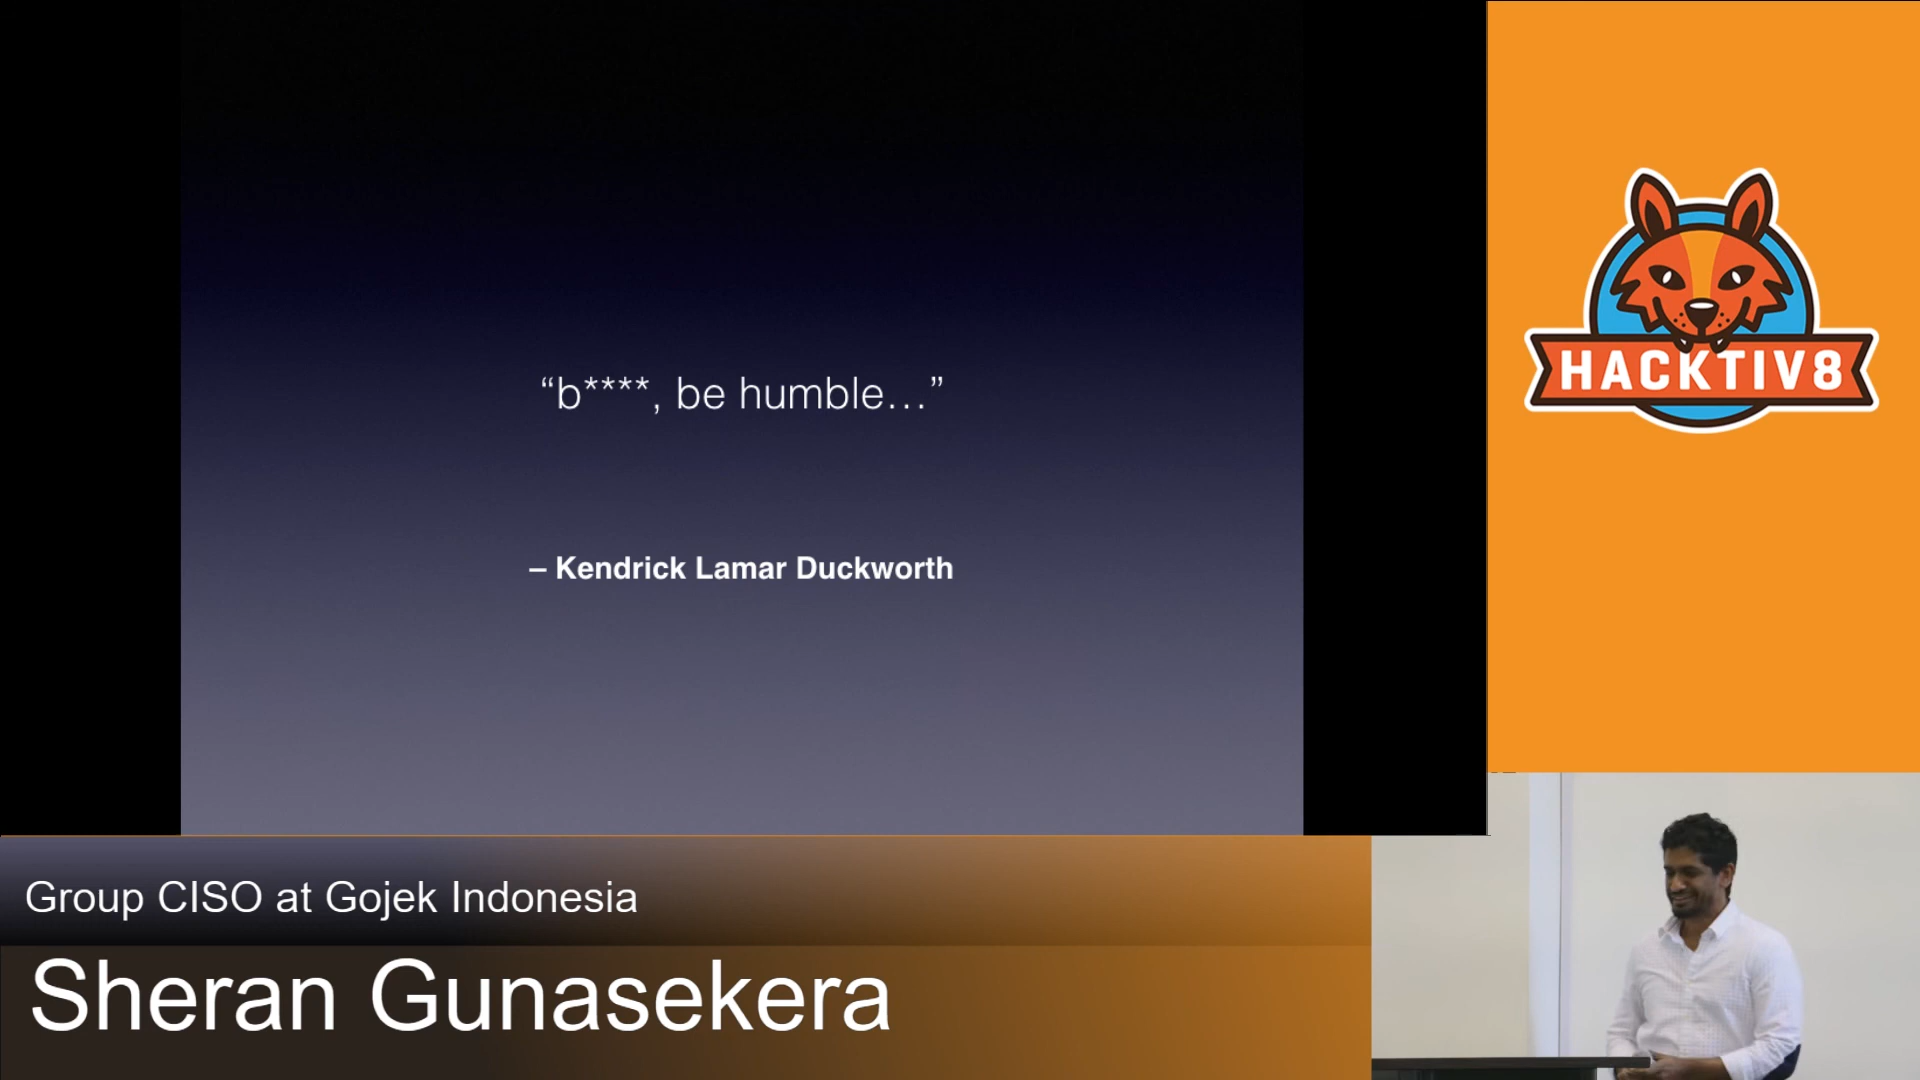 “b****, be humble…”
– Kendrick Lamar Duckworth
HACKTIV8
Group CISO at Gojek Indonesia
Sheran Gunasekera